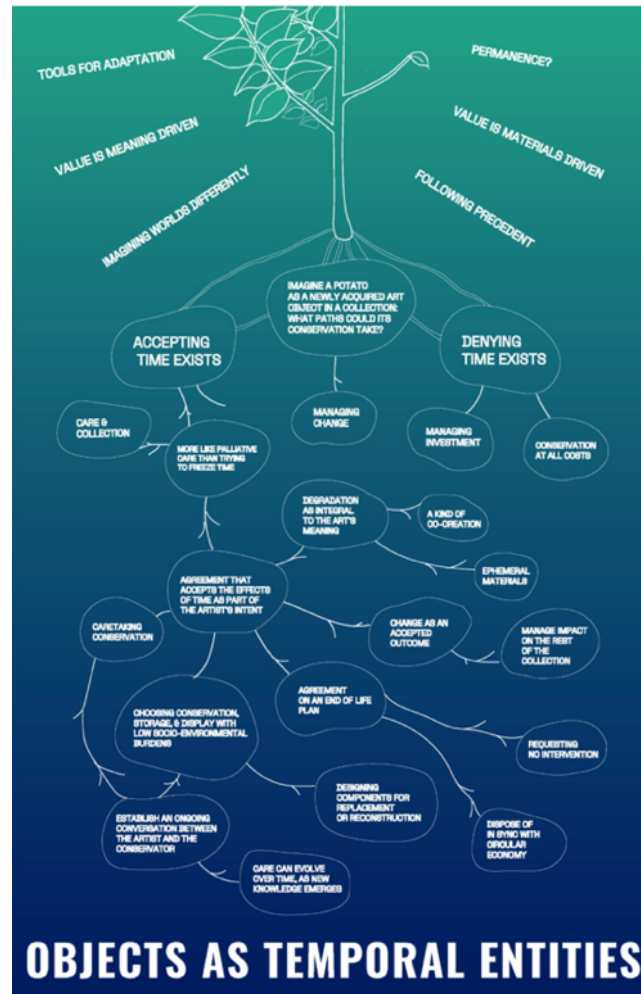 TOOLS FOR ADAPTATION
PERMANENCE?
VALUE IS MEANING DRIVEN
VALUE IS MATERIALS DRIVEN
IMAGINING WORLDS DIFFERENTLY
FOLLOWING PRECEDENT
IMAGINE A POTATO
AS A NEWLY ACQUIRED ART
OBJECT IN A COLLECTION:
WHAT PATHS COULD ITS
CONSERVATION TAKE?
ACCEPTING
TIME EXISTS
DENYING
TIME EXISTS
MANAGING
CHANGE
CARE &
COLLECTION
MORE LIKE PALLIATIVE
CARE THAN TRYING
TO FREEZE TIME
MANAGING
INVESTMENT
CONSERVATION
AT ALL COSTS
DEGRADATION
AS INTEGRAL
TO THE ART'S
MEANING
A KIND OF
CO-CREATION
EPHEMERAL
MATERIALS
AGREEMENT THAT
ACCEPTS THE EFFECTS
OF TIME AS PART OF
THE ARTIST'S INTENT
CARETAKING
CONSERVATION
CHANGE AS AN
ACCEPTED
OUTCOME
MANAGE IMPACT
ON THE REST
OF THE
COLLECTION
AGREEMENT
ON AN END OF LIFE
PLAN
CHOOSING CONSERVATION,
STORAGE, & DISPLAY WITH
LOW SOCIO-ENVIRONMENTAL
BURDENS
REQUESTING
NO INTERVENTION
DESIGNING
COMPONENTS FOR
REPLACEMENT
OR RECONSTRUCTION
ESTABLISH AN ONGOING
CONVERSATION BETWEEN
THE ARTIST AND THE
CONSERVATOR
DISPOSE OF
IN SYNC WITH
CIRCULAR
ECONOMY
CARE CAN EVOLVE
OVER TIME, AS NEW
KNOWLEDGE EMERGES
OBJECTS AS TEMPORAL ENTITIES